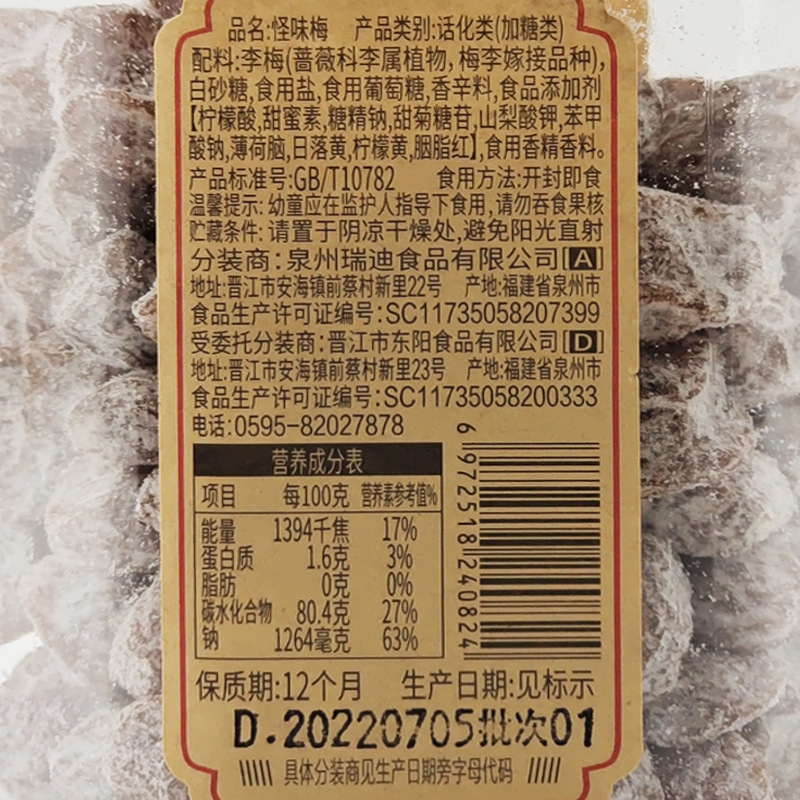 品名:怪味梅 产品类别:话化类(加糖类)
配料:李梅(蔷薇科李属植物,梅李嫁接品种),
白砂糖,食用盐,食用葡萄糖,香辛料,食品添加剂
【柠檬酸,甜蜜素,糖精钠,甜菊糖苷,山梨酸钾,苯甲
酸钠,薄荷脑,日落黄,柠檬黄,胭脂红】,食用香精香料。
产品标准号:GB/T10782 食用方法:开封即食
温馨提示:幼童应在监护人指导下食用,请勿吞食果核
贮藏条件:请置于阴凉干燥处,避免阳光直射
分装商:泉州瑞迪食品有限公司[A]
地址:晋江市安海镇前蔡村新里22号 产地:福建省泉州市
食品生产许可证编号:SC11735058207399
受委托分装商:晋江市东阳食品有限公司[D]
地址:晋江市安海镇前蔡村新里23号 产地:福建省泉州市
食品生产许可证编号:SC11735058200333
电话:0595-82027878
营养成分表
项目 每100克 营养素参考值%
能量 1394千焦 17%
蛋白质 1.6克 3%
脂肪 0克 0%
碳水化合物 80.4克 27%
钠 1264毫克 63%
6972518240824
保质期:12个月 生产日期:见标示
D.20220705批次01
具体分装商见生产日期旁字母代码